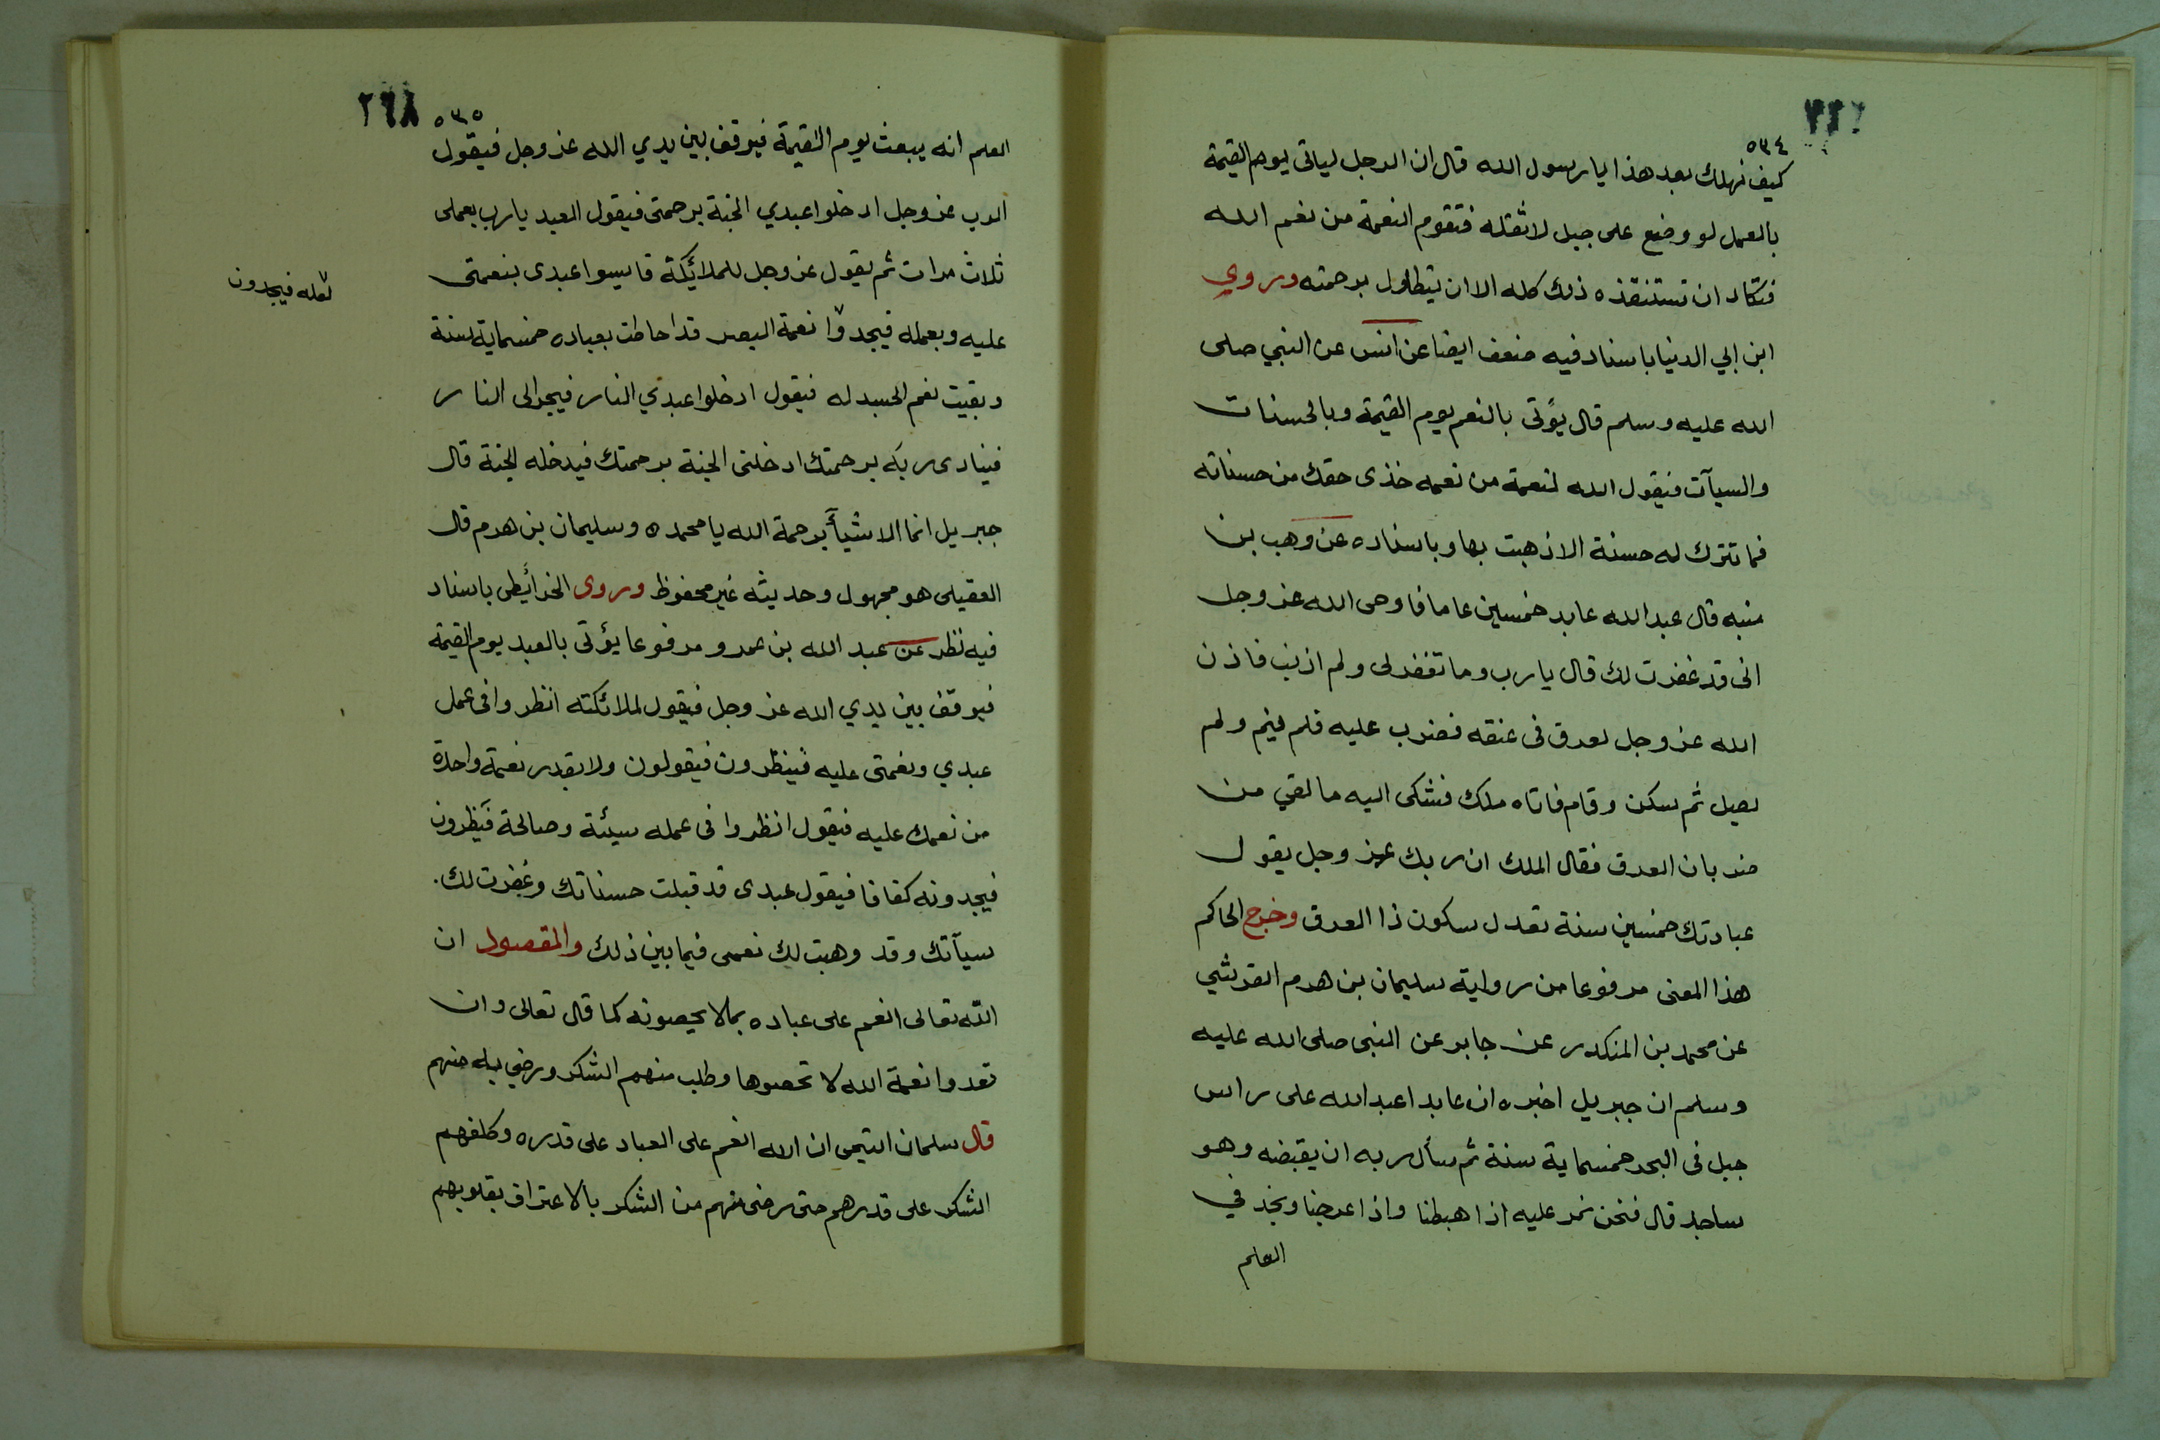 ٥٣٤
كيف نهلك بعد هذا يا رسول الله قال ان الرجل لياتى يوم القيمة
بالعمل لو وضع على جبل لاثقله فتقوم النعمة من نعم الله
فتكاد ان تستنقذه ذلك كله الا ان يتطاول برحمته وروي
ابن ابي الدنيا باسناد فيه ضعف ايضا عن انس عن النبي صلى
الله عليه وسلم قال يؤتى بالنعم يوم القيمة وبالحسنات
والسيآت فيقول الله لنعمة من نعمه خذى حقك من حسناته
فما تترك له حسنة الا ذهبت بها وباسناده عن وهب بن
منبه قال عبد الله عابد خمسين عاما فاوحى الله عز وجل
انى قد غفرت لك قال يا رب وما تغفر لى ولم اذنب فاذن
الله عز وجل لعرق فى عنقه فضرب عليه فلم ينم ولم
يصل ثم سكن وقام فاتاه ملك فشكى اليه ما لقي من
ضربان العرق فقال الملك ان ربك عز وجل يقول
عبادتك خمسين سنة تعدل سكون ذا العرق وخرج الحاكم
هذا المعنى مرفوعا من رواية سليمان بن هرم القرشي
عن محمد بن المنكدر عن جابر عن النبى صلى الله عليه
وسلم ان جبريل اخبره ان عابدا عبد الله على راس
جبل فى البحر خمسماية سنة ثم سأل ربه ان يقبضه وهو
ساجد قال فنحن نمر عليه اذا هبطنا واذا عرجنا ونجد في
العلم
٢٦٨
٥٣٥
العلم انه يبعث يوم القيمة فيوقف بين يدي الله عز وجل فيقول
الرب عز وجل ادخلوا عبدي الجنة برحمتى فيقول العبد يا رب بعملى
ثلاث مرات ثم يقول عز وجل للملائكة قايسوا عبدى بنعمتى
عليه وبعمله فيجدوا نعمة البصر قد احاطت بعباده خمسماية سنة
وبقيت نعم الجسد له فيقول ادخلوا عبدي النار فيجر الى النار
فينادى ربه برحمتك ادخلنى الجنة برحمتك فيدخله الجنة قال
جبريل انما الاشيآء برحمة الله يا محمد ٥ وسليمان بن هرم قال
العقيلى هو مجهول وحديثه غير محفوظ وروى الخرائطى باسناد
فيه نظر عن عبد الله بن عمرو مرفوعا يؤتى بالعبد يوم القيمة
فيوقف بين يدي الله عز وجل فيقول لملائكته انظروا فى عمل
عبدي ونعمتى عليه فينظرون فيقولون ولا بقدر نعمة واحدة
من نعمك عليه فيقول انظروا فى عمله سيئة وصالحة فينظرون
فيجدونه كفافا فيقول عبدى قد قبلت حسناتك وغفرت لك.
سيآتك وقد وهبت لك نعمى فيما بين ذلك والمقصود ان
الله تعالى انعم على عباده بما لا يحصونه كما قال تعالى وان
تعدوا نعمة الله لا تحصوها وطلب منهم الشكر ورضي به منهم
قال سلمان التيمى ان الله انعم على العباد على قدره وكلفهم
الشكر على قدرهم حتى رضى منهم من الشكر بالاعتراف بقلوبهم
لعله فيجدون